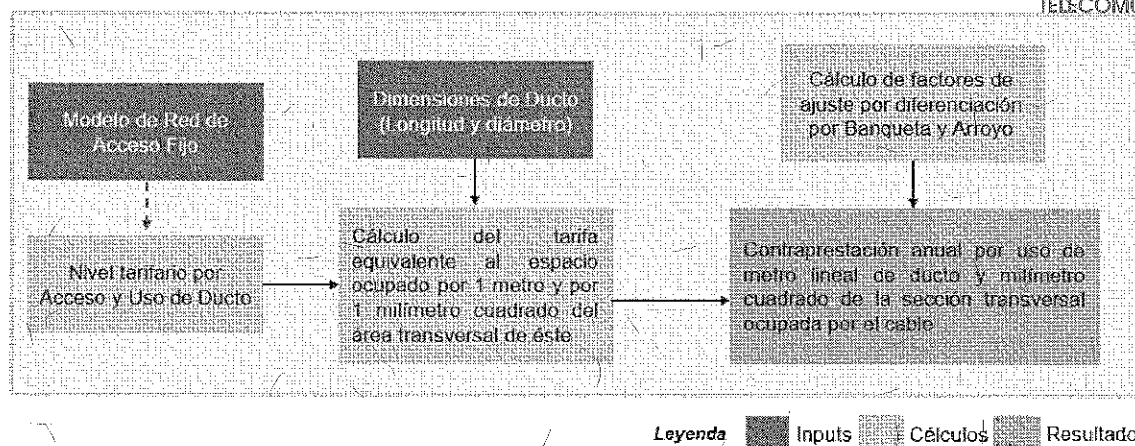 Modelo de Red de
Acceso Fijo
Dimensiones de Ducto
(Longitud y diámetro)
Cálculo de factores de
ajuste por diferenciación
por Banqueta y Arroyo
Nivel tarifario por
Acceso y Uso de Ducto
Cálculo del tarifa
equivalente al espacio
ocupado por 1 metro y por
1 milímetro cuadrado del
área transversal de éste
Contraprestación anual por uso de
metro lineal de ducto y milímetro
cuadrado de la sección transversal
ocupada por el cable
Leyenda Inputs Cálculos Resultado